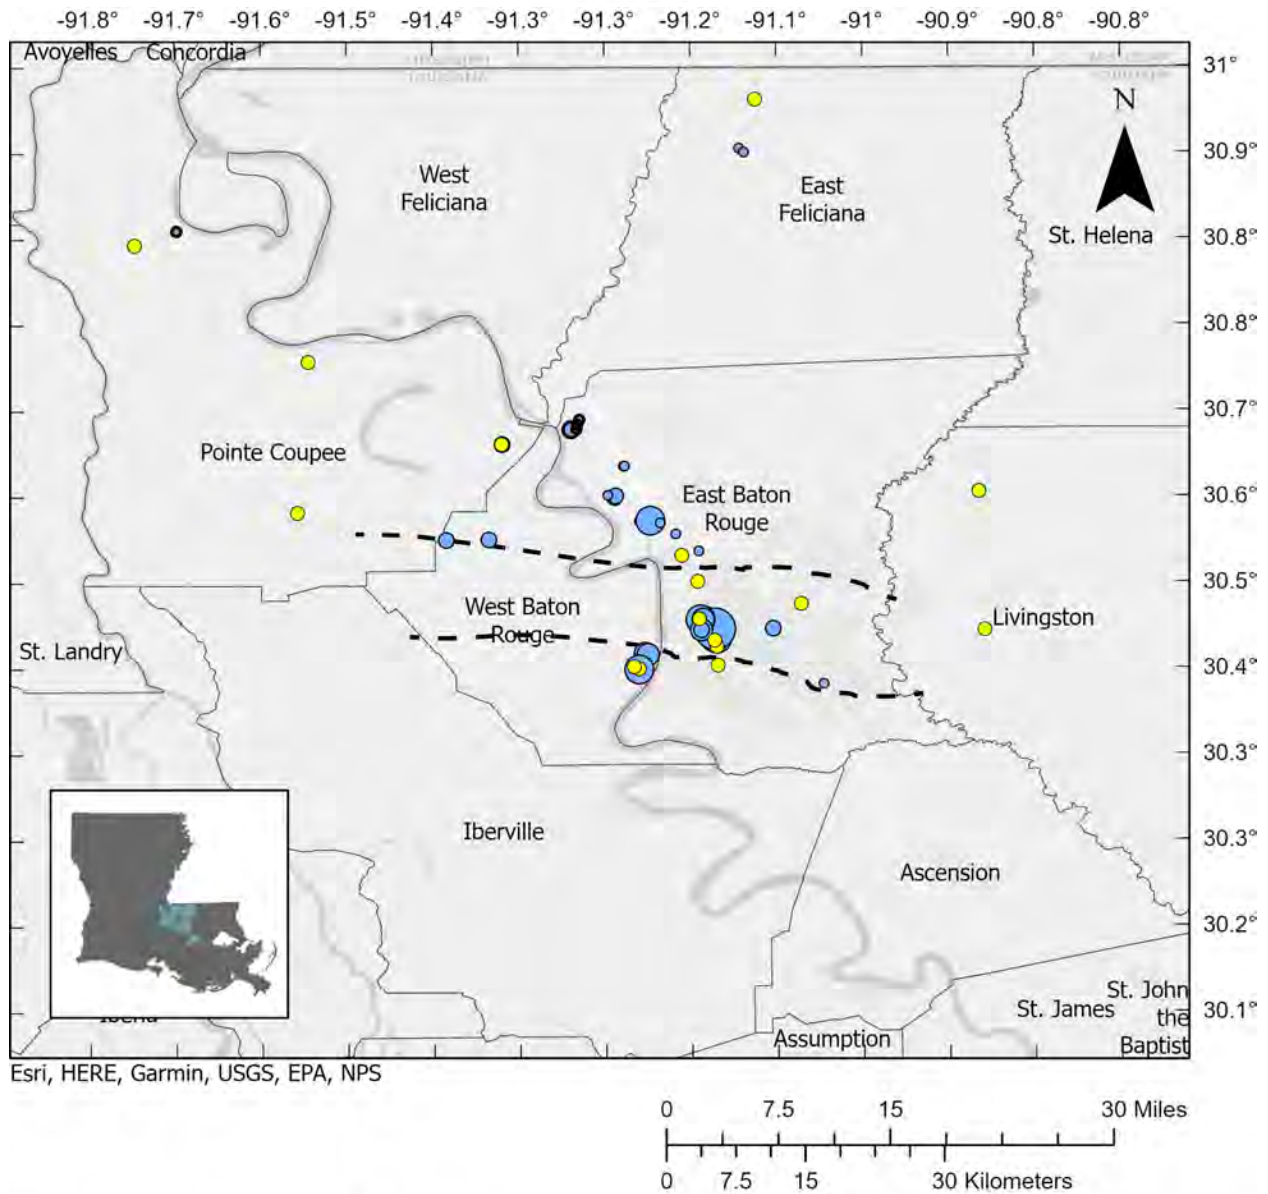 -91.8° -91.7° -91.6° -91.5° -91.4° -91.3° -91.3° -91.2° -91.1° -91° -90.9° -90.8° -90.8°
Avoyelles Concordia
31°
N
30.9°
West
Feliciana
East
Feliciana
St. Helena
30.8°
30.8°
30.7°
Pointe Coupee
East Baton
Rouge
30.6°
30.5°
West Baton
Rouge
Livingston
St. Landry
30.4°
30.3°
Iberville
30.3°
Ascension
30.2°
St. John
the
Baptist
St. James
30.1°
Iberia
Assumption
Esri, HERE, Garmin, USGS, EPA, NPS
0 7.5 15 30 Miles
0 7.5 15 30 Kilometers